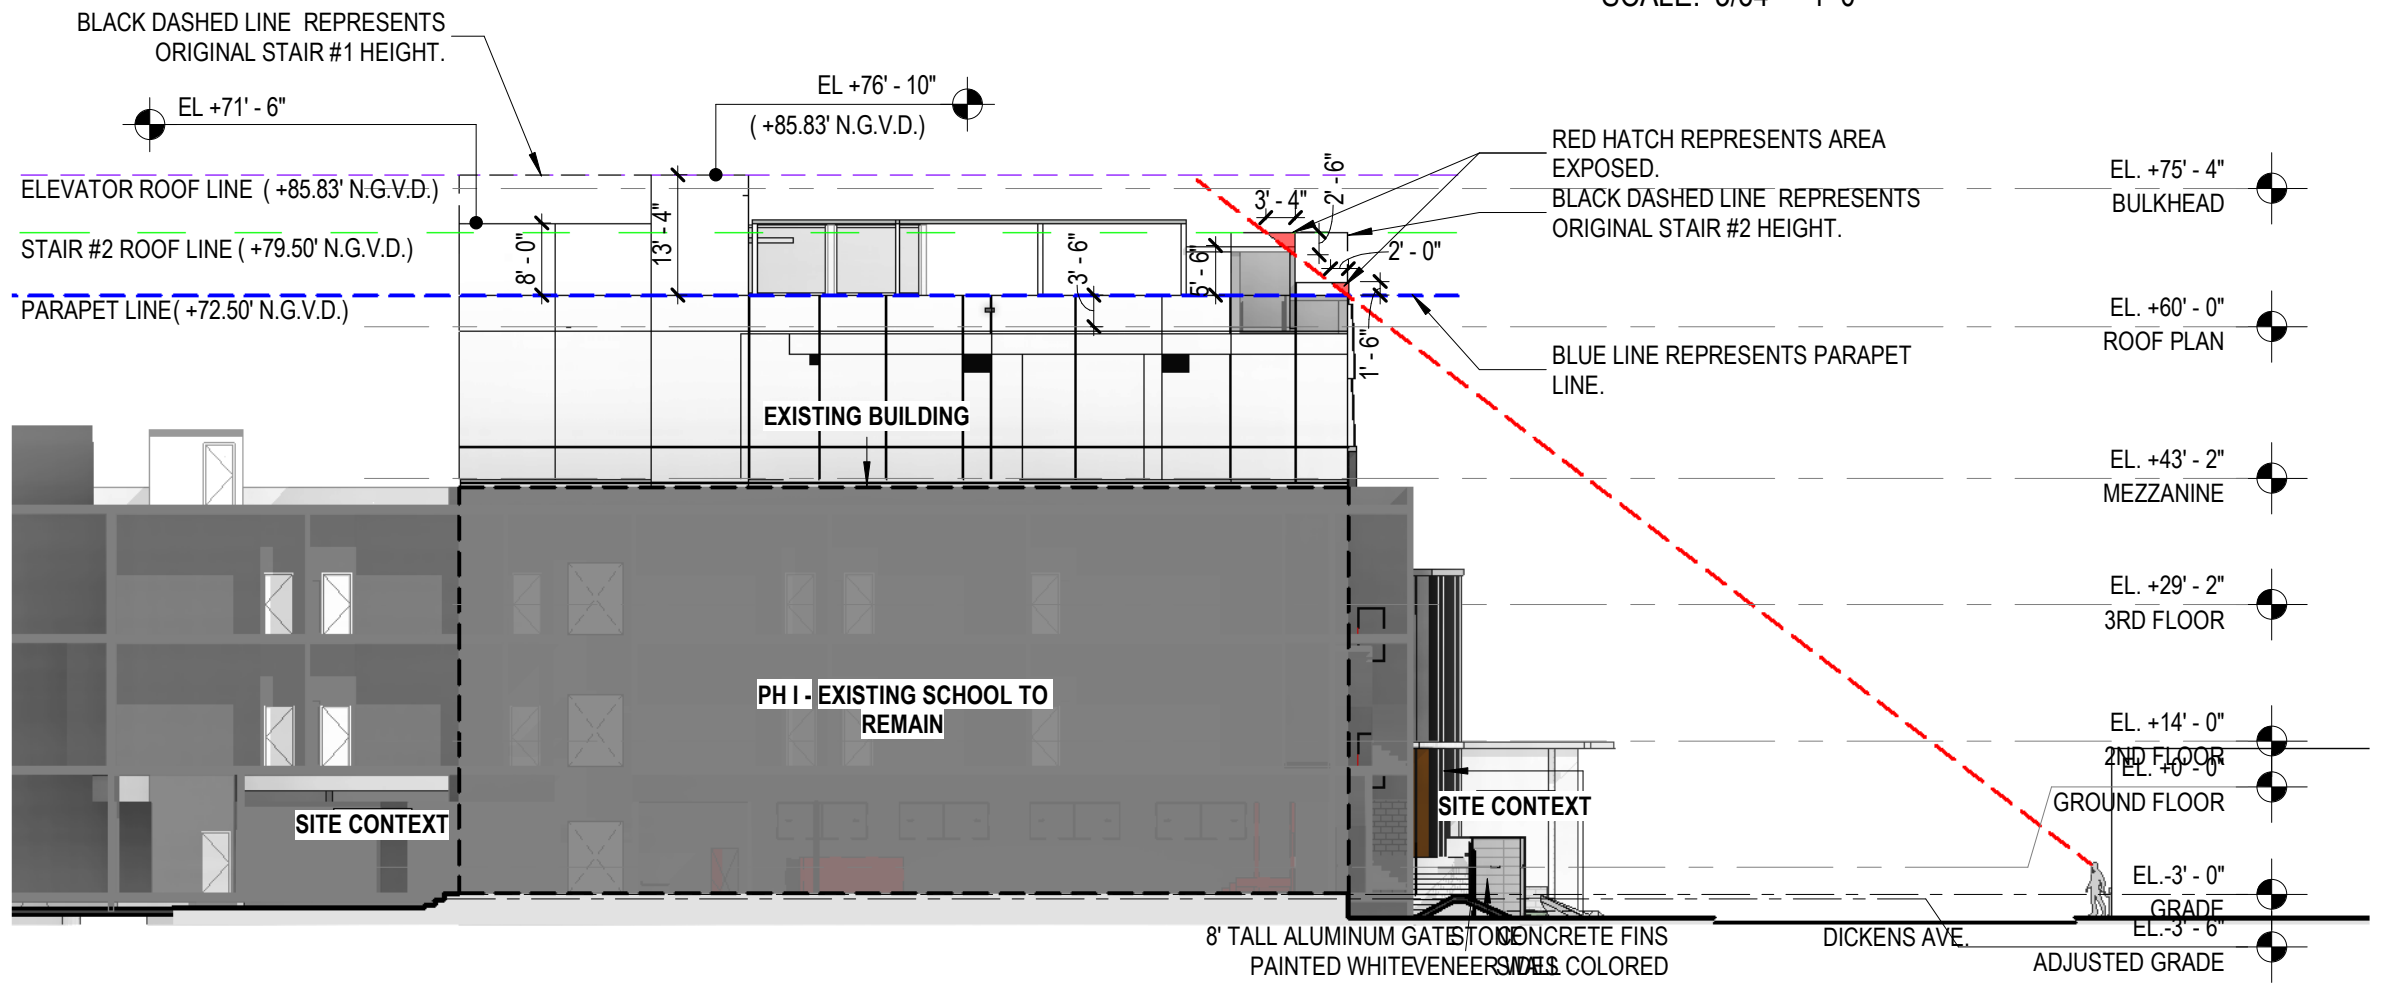 BLACK DASHED LINE REPRESENTS
ORIGINAL STAIR #1 HEIGHT.
EL +71' - 6"
EL +76' - 10"
( +85.83' N.G.V.D.)
ELEVATOR ROOF LINE ( +85.83' N.G.V.D.)
STAIR #2 ROOF LINE ( +79.50' N.G.V.D.)
PARAPET LINE( +72.50' N.G.V.D.)
8' - 0"
13' - 4"
3' - 6"
5' - 6"
3' - 4"
2' - 6"
2' - 0"
1' - 6"
RED HATCH REPRESENTS AREA
EXPOSED.
BLACK DASHED LINE REPRESENTS
ORIGINAL STAIR #2 HEIGHT.
BLUE LINE REPRESENTS PARAPET
LINE.
EL. +75' - 4"
BULKHEAD
EL. +60' - 0"
ROOF PLAN
EL. +43' - 2"
MEZZANINE
EL. +29' - 2"
3RD FLOOR
EL. +14' - 0"
2ND FLOOR
EL. +0' - 0"
GROUND FLOOR
EL.-3' - 0"
GRADE
EL.-3' - 6"
ADJUSTED GRADE
EXISTING BUILDING
PH I - EXISTING SCHOOL TO
REMAIN
SITE CONTEXT
SITE CONTEXT
8' TALL ALUMINUM GATE
PAINTED WHITE
STONE
VENEER WALL
CONCRETE FINS
COLORED
DICKENS AVE.